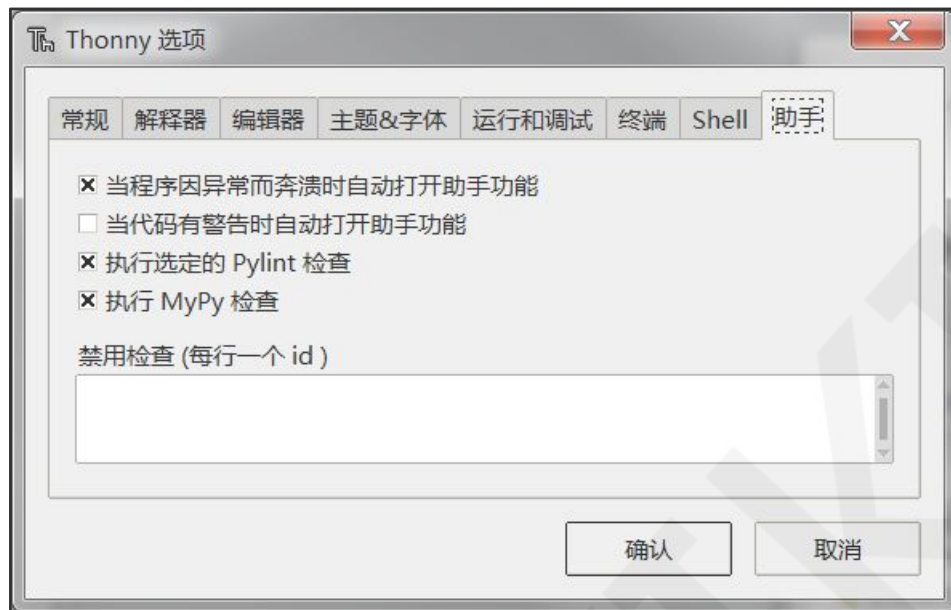 Thonny 选项
常规 解释器 编辑器 主题&字体 运行和调试 终端 Shell 助手
当程序因异常而奔溃时自动打开助手功能
当代码有警告时自动打开助手功能
执行选定的 Pylint 检查
执行 MyPy 检查
禁用检查 (每行一个 id )
确认 取消